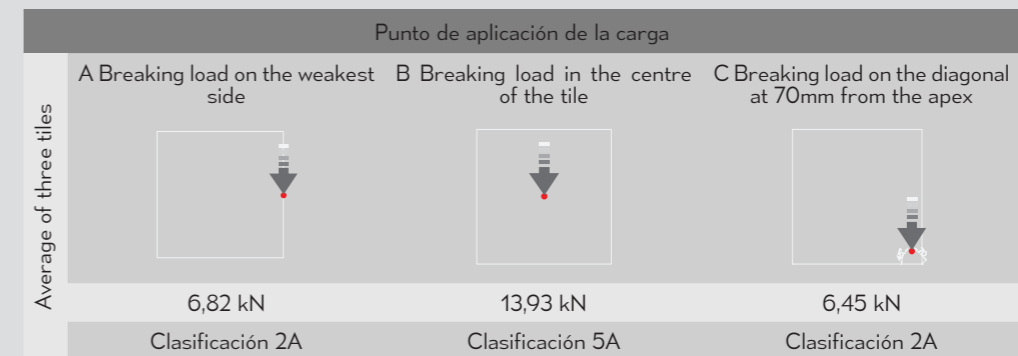 Punto de aplicación de la carga
Average of three tiles
A Breaking load on the weakest
side
B Breaking load in the centre
of the tile
C Breaking load on the diagonal
at 70mm from the apex
6,82 kN
13,93 kN
6,45 kN
Clasificación 2A
Clasificación 5A
Clasificación 2A